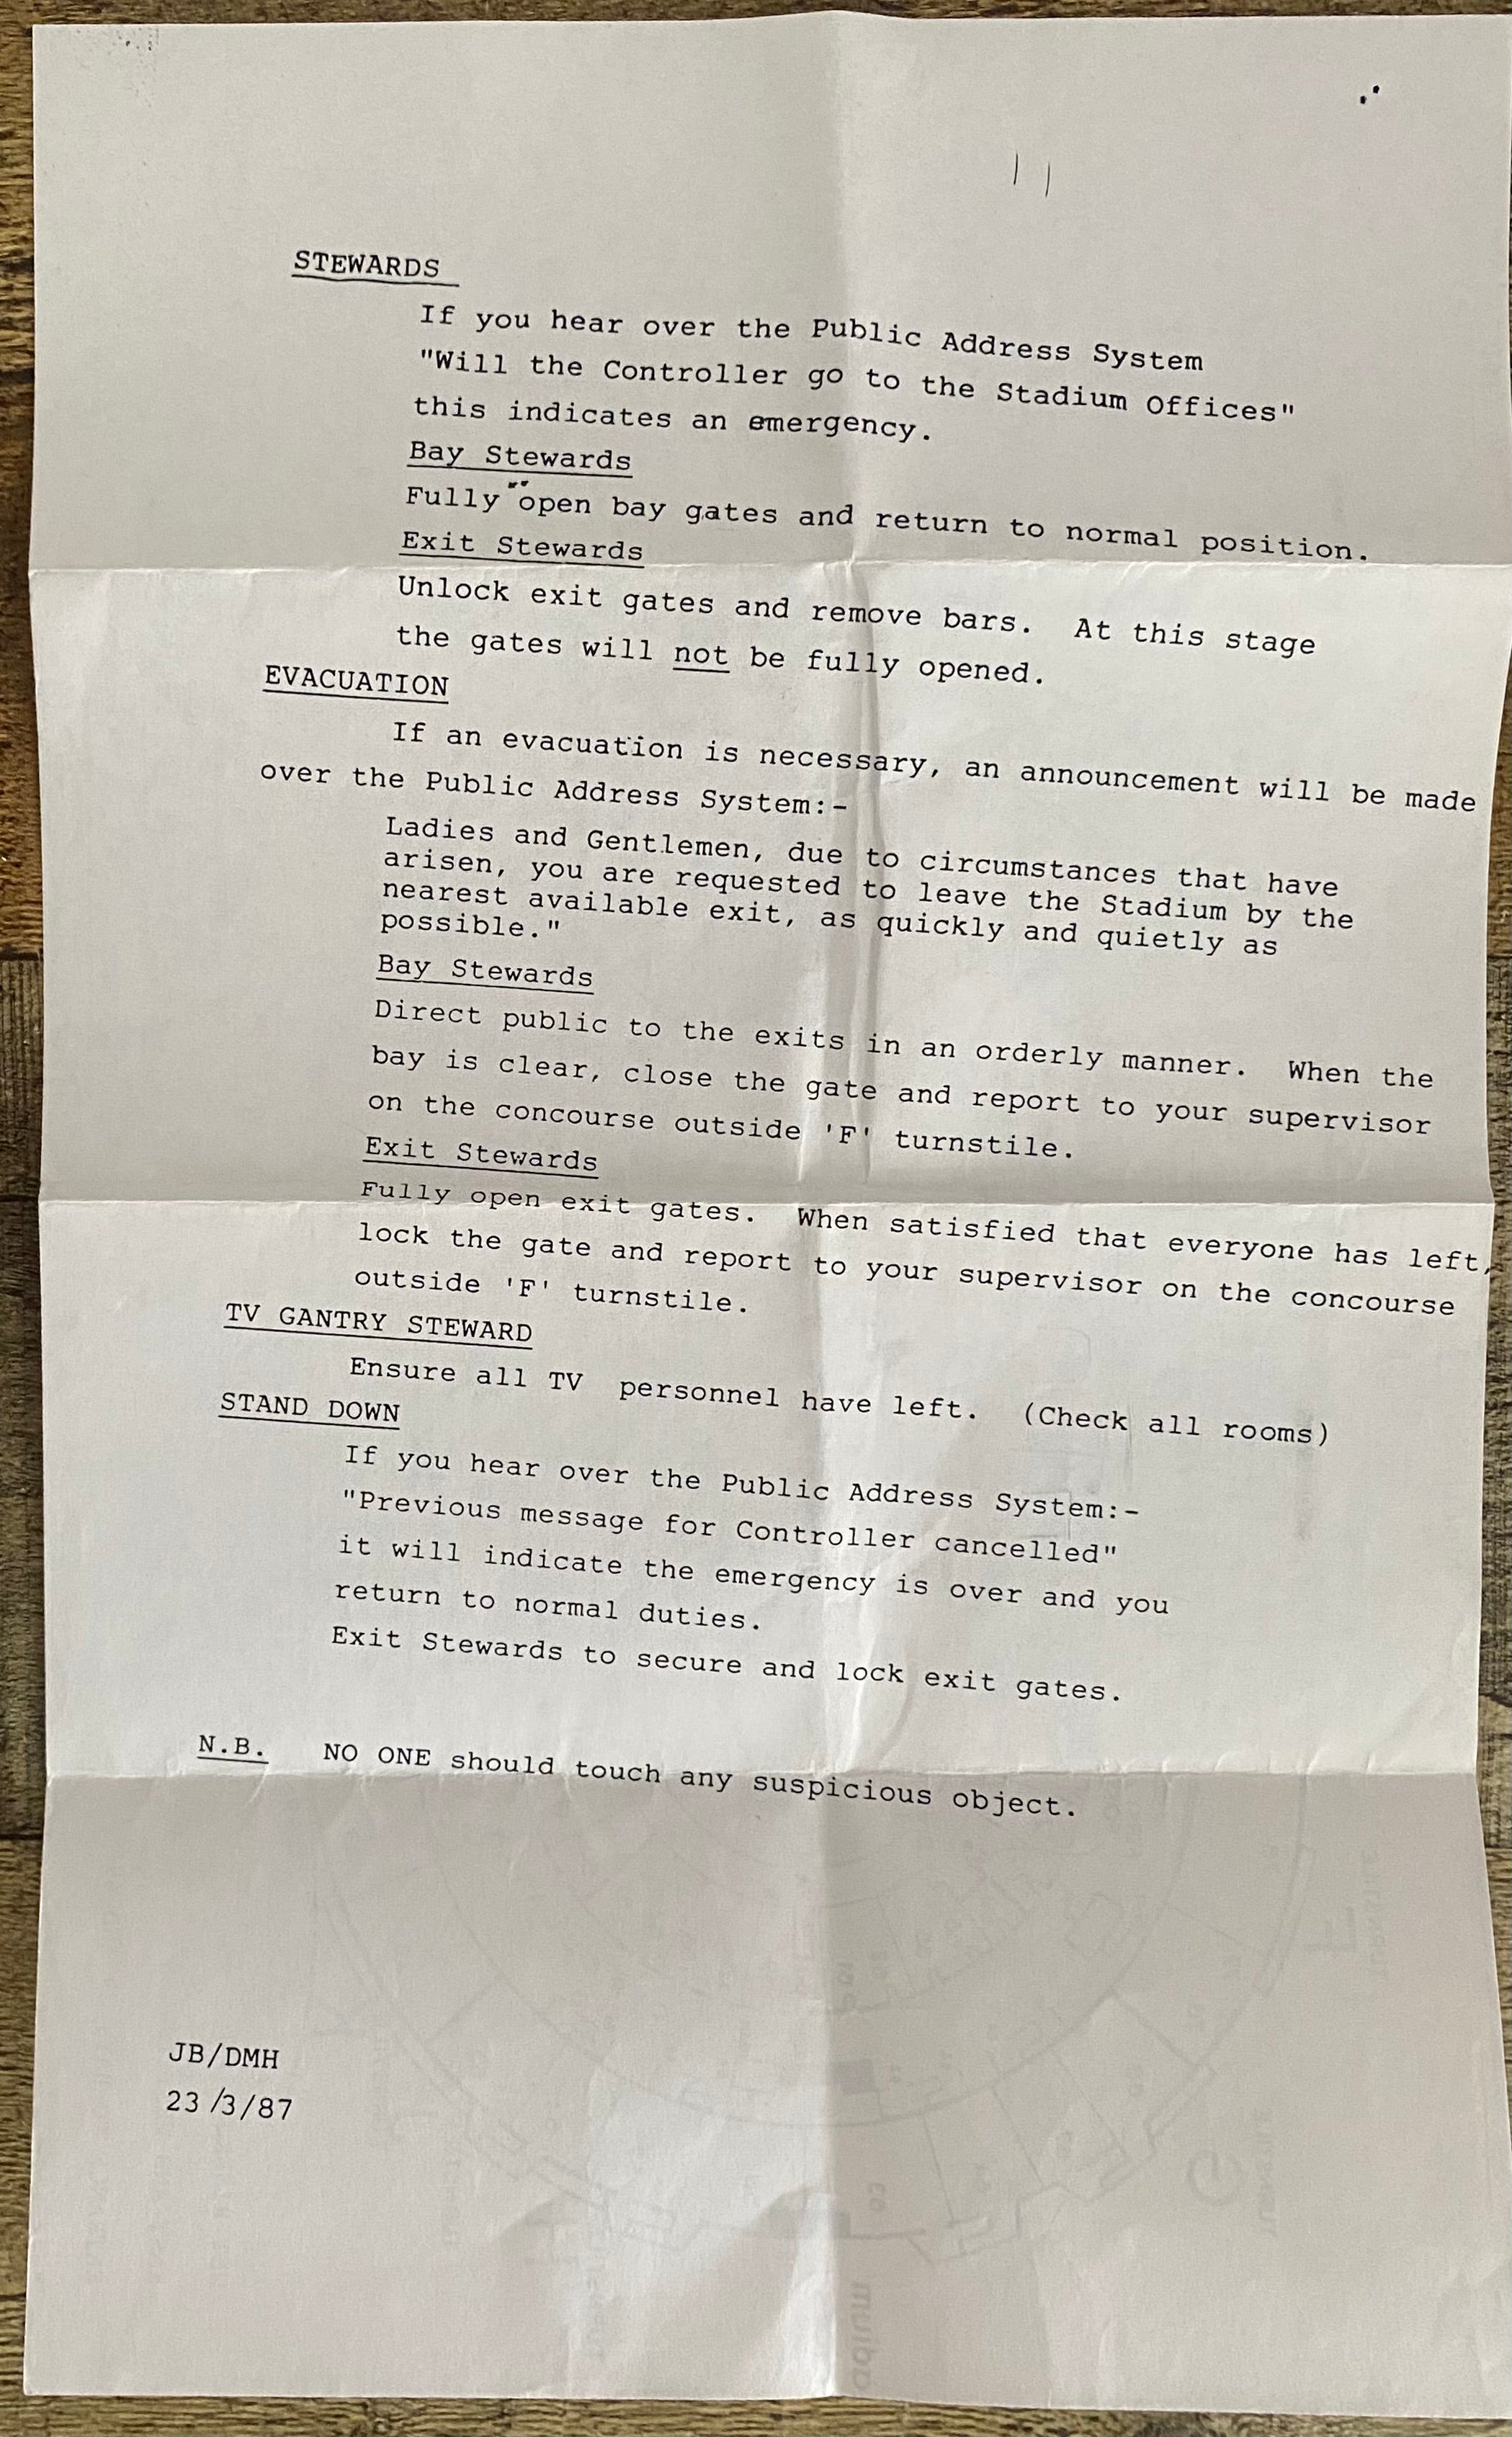 STEWARDS
If you hear over the Public Address System
"Will the Controller go to the Stadium Offices"
this indicates an emergency.
Bay Stewards
Fully open bay gates and return to normal position.
Exit Stewards
Unlock exit gates and remove bars. At this stage
the gates will not be fully opened.
EVACUATION
If an evacuation is necessary, an announcement will be made
over the Public Address System:-
Ladies and Gentlemen, due to circumstances that have
arisen, you are requested to leave the Stadium by the
nearest available exit, as quickly and quietly as
possible."
Bay Stewards
Direct public to the exits in an orderly manner. When the
bay is clear, close the gate and report to your supervisor
on the concourse outside 'F' turnstile.
Exit Stewards
Fully open exit gates. When satisfied that everyone has left,
lock the gate and report to your supervisor on the concourse
outside 'F' turnstile.
TV GANTRY STEWARD
Ensure all TV personnel have left. (Check all rooms)
STAND DOWN
If you hear over the Public Address System:-
"Previous message for Controller cancelled"
it will indicate the emergency is over and you
return to normal duties.
Exit Stewards to secure and lock exit gates.
N.B. NO ONE should touch any suspicious object.
JB/DMH
23/3/87